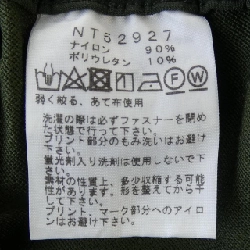 NT52927
ナイロン 90%
ポリウレタン 10%
F W
弱く絞る、あて布使用
洗濯の際は必ずファスナーを閉め
た状態で行って下さい。
プリント部分のもみ洗いはお避け
下さい。
蛍光剤入り洗剤は使用しないで下
さい。
素材の性質上、多少収縮する可能
性があります。形を整えてから干
して下さい。
プリント、マーク部分へのアイロ
ンはお避け下さい。